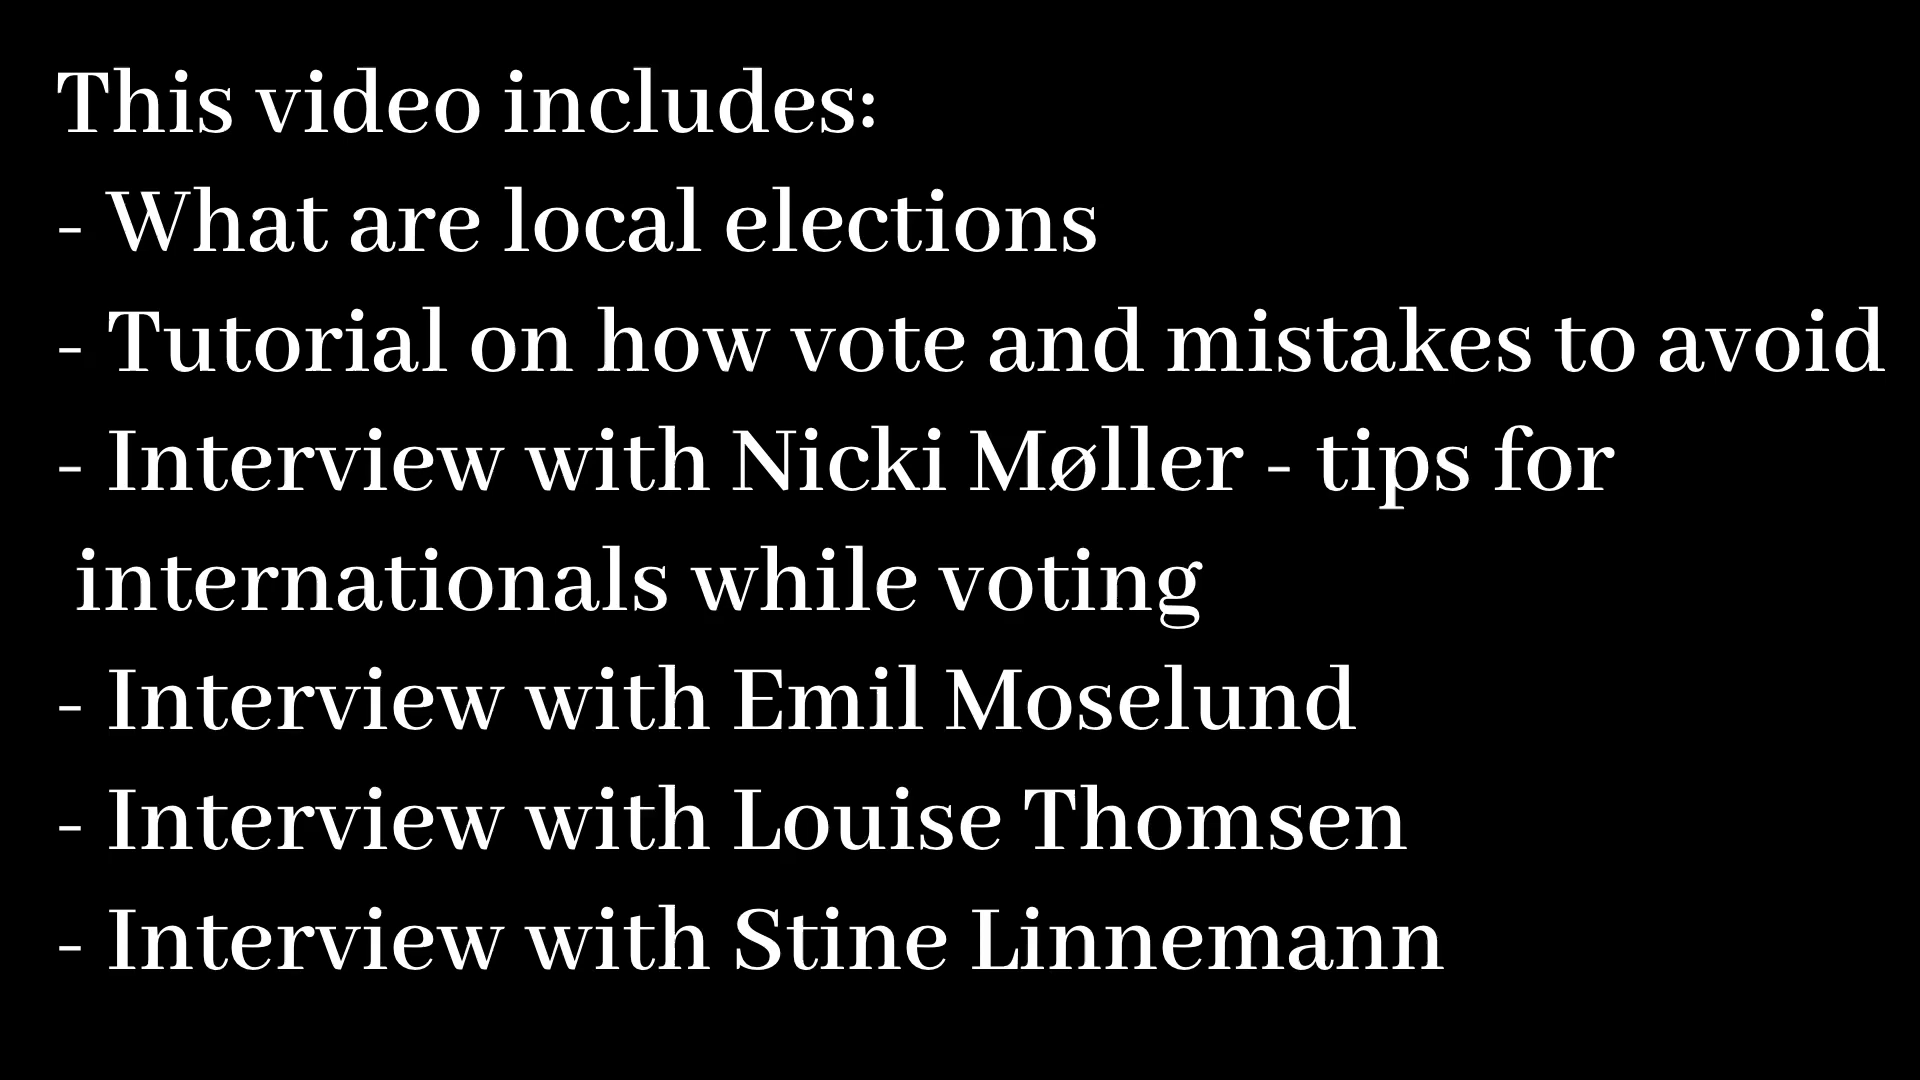 This video includes:
- What are local elections
- Tutorial on how vote and mistakes to avoid
- Interview with Nicki Møller - tips for
internationals while voting
- Interview with Emil Moselund
- Interview with Louise Thomsen
- Interview with Stine Linnemann